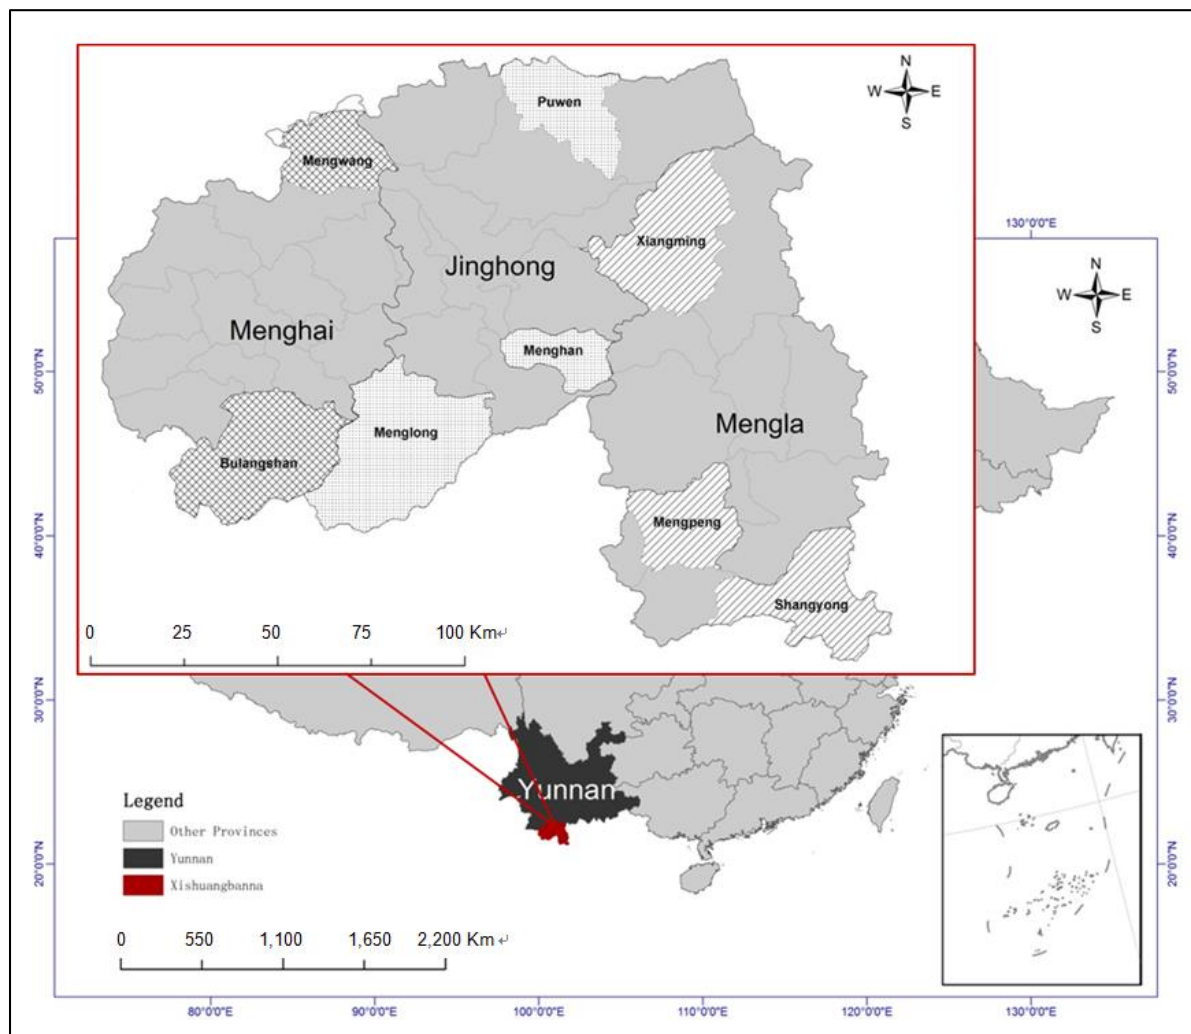 N
W E
S
Puwen
Mengwang
Xiangming
Jinghong
Menghai
Menghan
Mengla
Menglong
Bulangshan
Mengpeng
Shangyong
0 25 50 75 100 Km↵
130°0'0"E
N
W E
S
50°0'0"N
50°0'0"N
40°0'0"N
40°0'0"N
30°0'0"N
30°0'0"N
20°0'0"N
20°0'0"N
Yunnan
Legend
Other Provinces
Yunnan
Xishuangbanna
0 550 1,100 1,650 2,200 Km↵
80°0'0"E 90°0'0"E 100°0'0"E 110°0'0"E 120°0'0"E 130°0'0"E